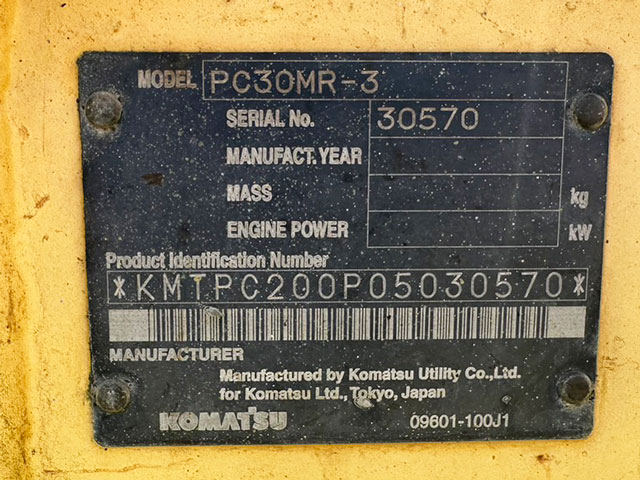 MODEL PC30MR-3
SERIAL No. 30570
MANUFACT. YEAR
MASS kg
ENGINE POWER kW
Product Identification Number
*KMTPC200P05030570*
MANUFACTURER
Manufactured by Komatsu Utility Co.,Ltd.
for Komatsu Ltd., Tokyo, Japan
KOMATSU 09601-100J1